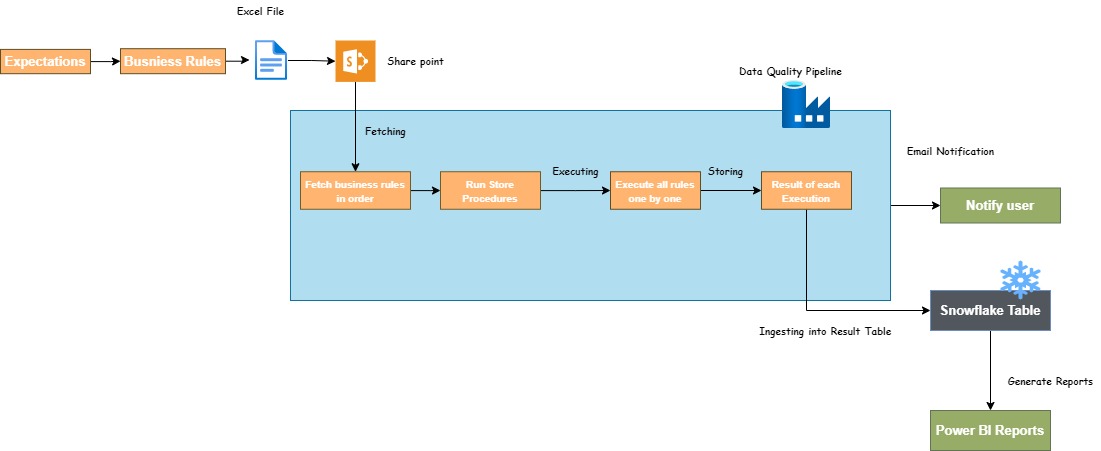 Excel File
Expectations
Busniess Rules
S
Share point
Data Quality Pipeline
Fetching
Email Notification
Fetch business rules
in order
Run Store
Procedures
Executing
Execute all rules
one by one
Storing
Result of each
Execution
Notify user
Snowflake Table
Ingesting into Result Table
Generate Reports
Power BI Reports